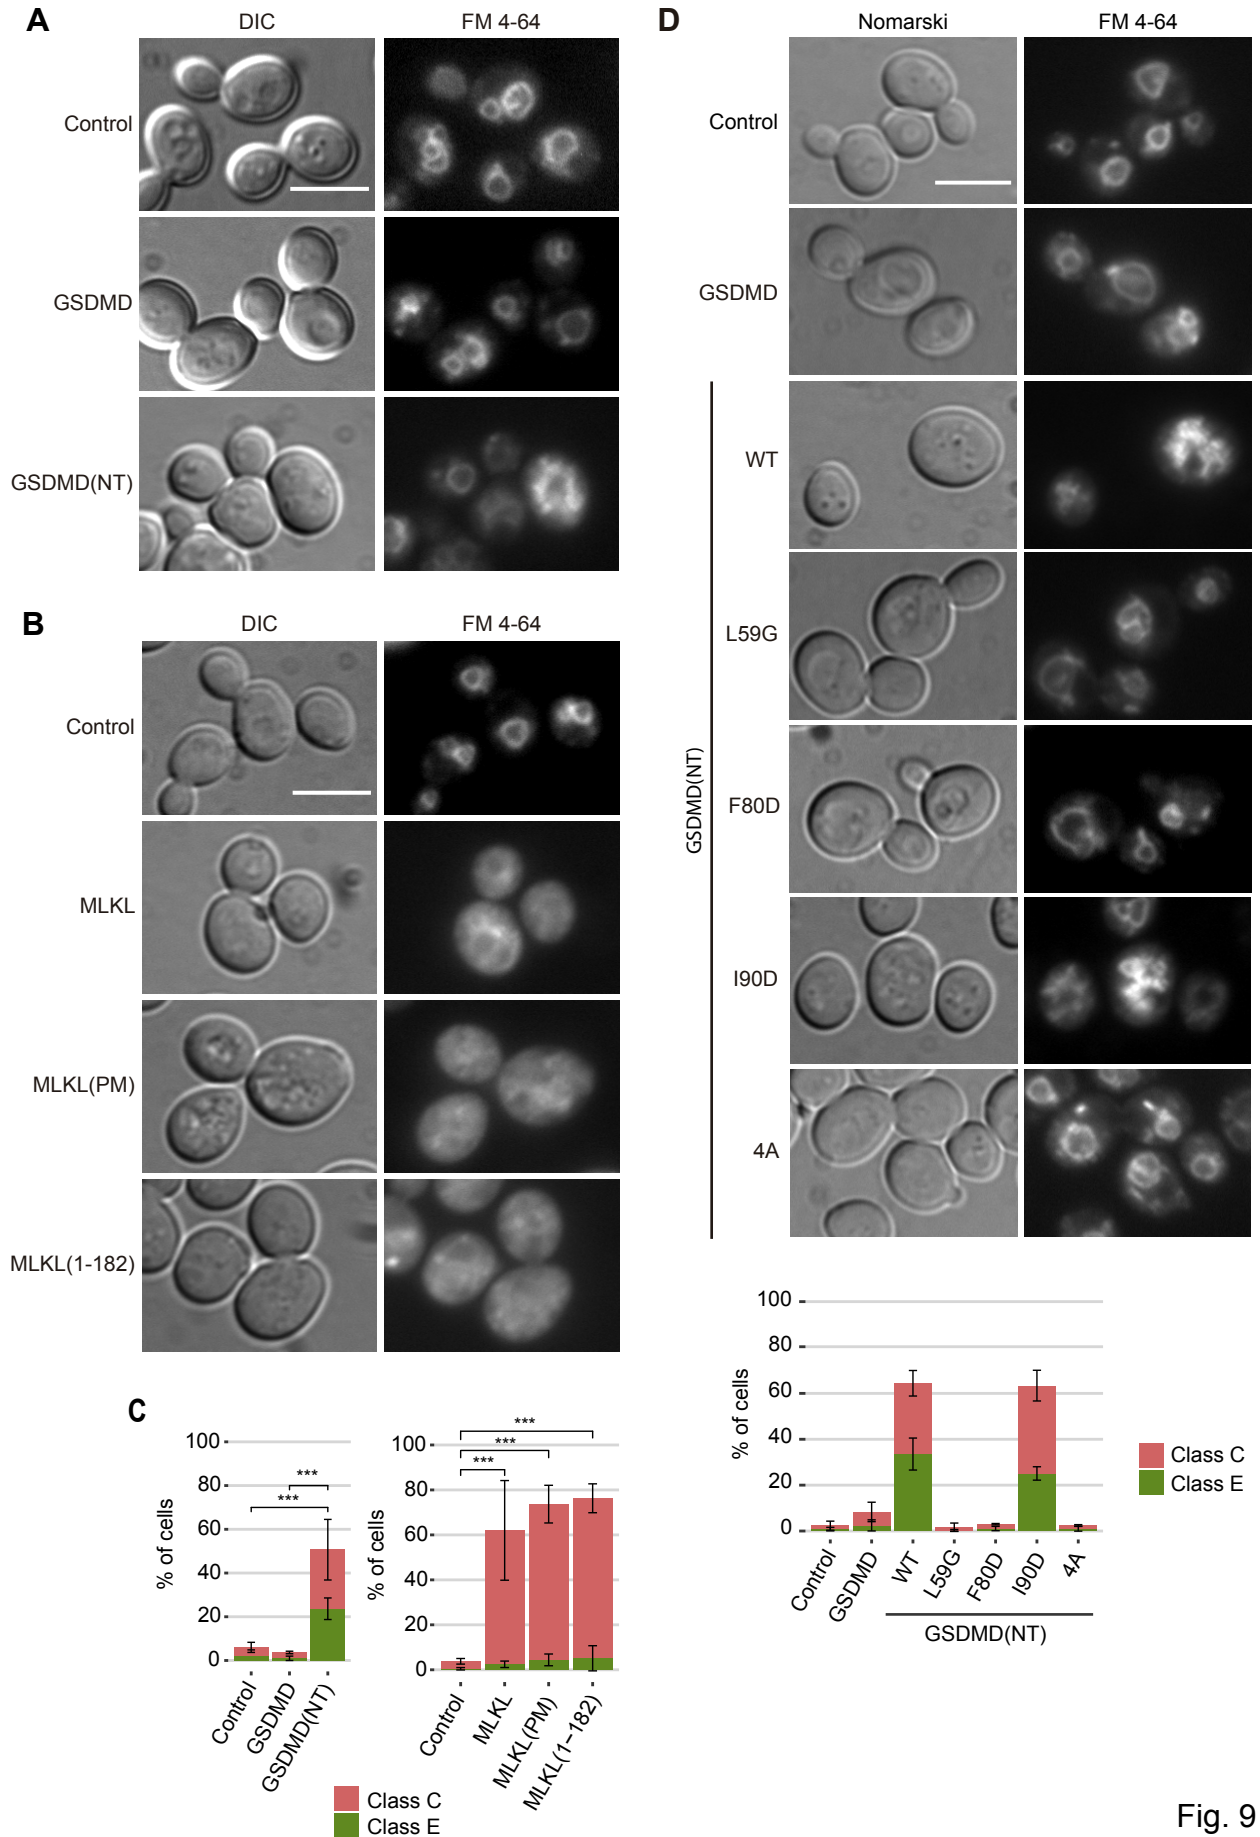 A
DIC
FM 4-64
Control
GSDMD
GSDMD(NT)
B
DIC
FM 4-64
Control
MLKL
MLKL(PM)
MLKL(1-182)
C
% of cells
100
80
60
40
20
0
***
***
Control
GSDMD
GSDMD(NT)
% of cells
100
80
60
40
20
0
***
***
***
Control
MLKL
MLKL(PM)
MLKL(1−182)
Class C
Class E
D
Nomarski
FM 4-64
Control
GSDMD
GSDMD(NT)
WT
L59G
F80D
I90D
4A
% of cells
100
80
60
40
20
0
Control
GSDMD
WT
L59G
F80D
I90D
4A
GSDMD(NT)
Class C
Class E
Fig. 9